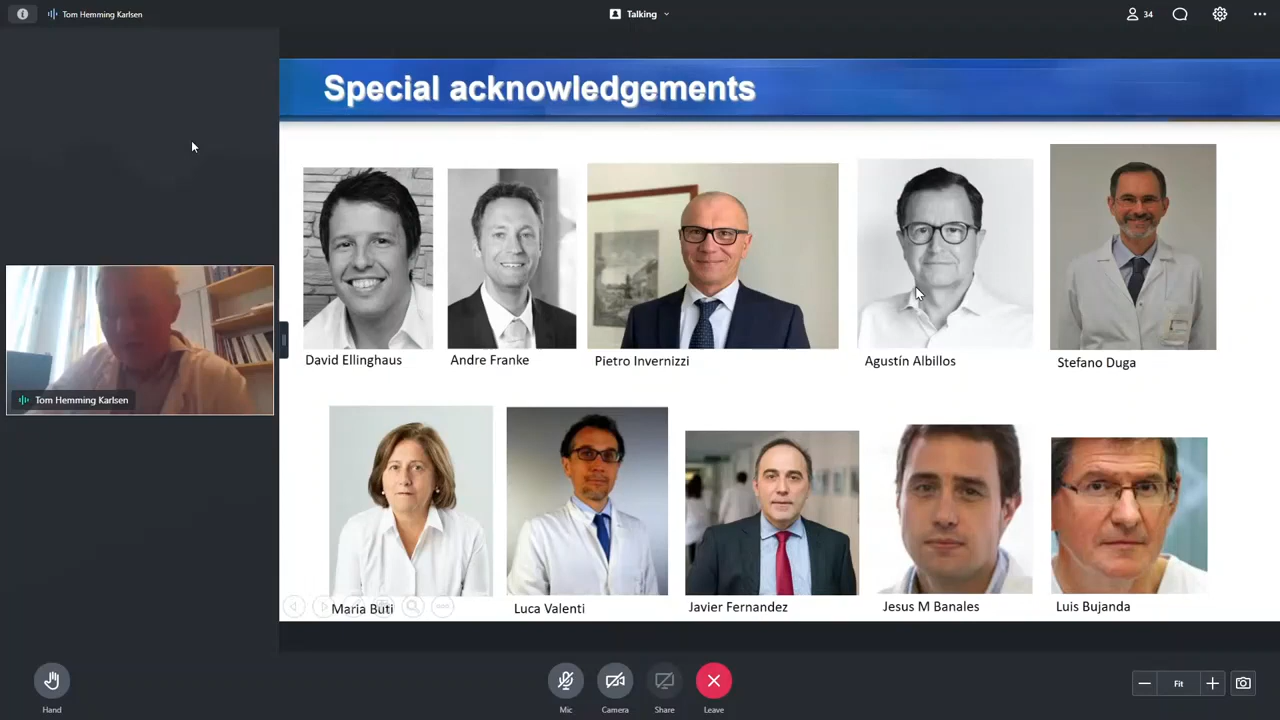 Tom Hemming Karlsen
Talking
34
Special acknowledgements
David Ellinghaus
Andre Franke
Pietro Invernizzi
Agustín Albillos
Stefano Duga
Tom Hemming Karlsen
Maria Buti
Luca Valenti
Javier Fernandez
Jesus M Banales
Luis Bujanda
Hand
Mic
Camera
Share
Leave
Fit